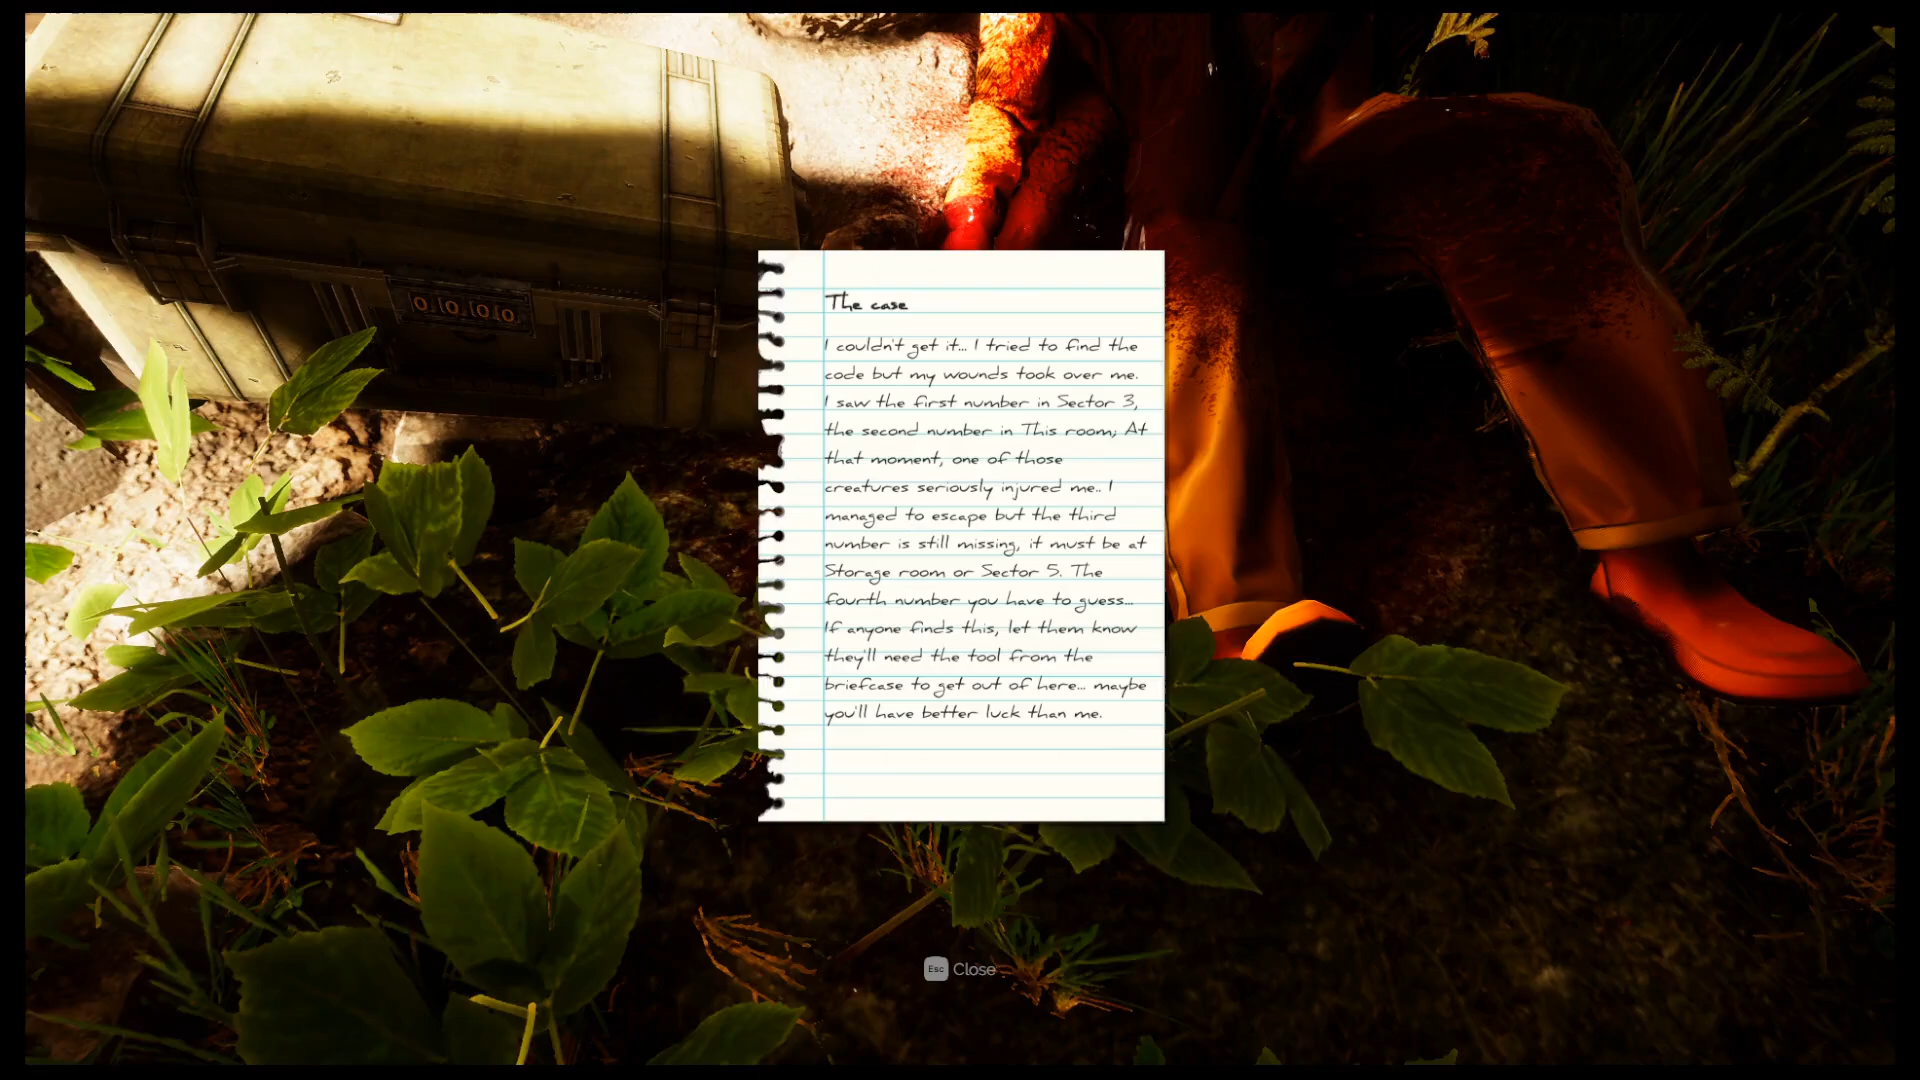 0 0 0 0
The case
I couldn't get it... I tried to find the
code but my wounds took over me.
I saw the first number in Sector 3,
the second number in This room; At
that moment, one of those
creatures seriously injured me.. I
managed to escape but the third
number is still missing, it must be at
Storage room or Sector 5. The
fourth number you have to guess...
If anyone finds this, let them know
they'll need the tool from the
briefcase to get out of here... maybe
you'll have better luck than me.
Esc Close